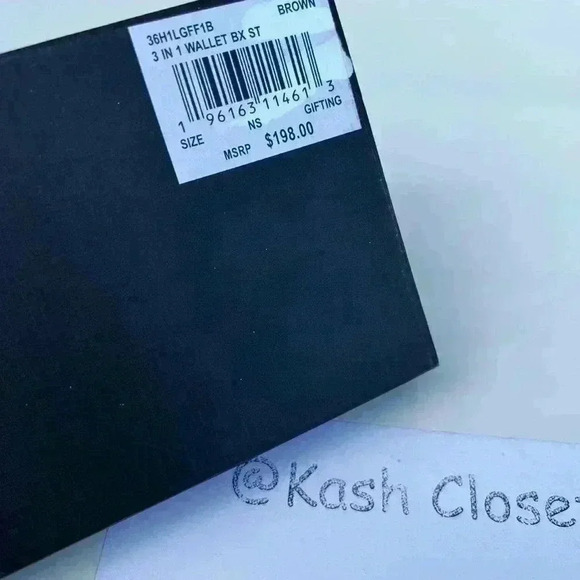 36H1LGFF1B BROWN
3 IN 1 WALLET BX ST
1 96163 11461 3
SIZE NS GIFTING
MSRP $198.00
@Kash Closet